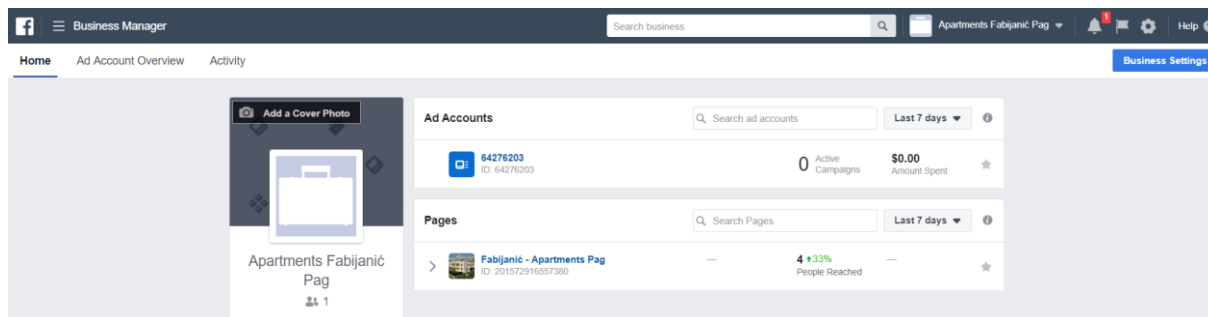 Business Manager
Search business
Apartments Fabijanić Pag
1
Help
Home
Ad Account Overview
Activity
Business Settings
Add a Cover Photo
Apartments Fabijanić
Pag
1
Ad Accounts
Search ad accounts
Last 7 days
64276203
ID: 64276203
0 Active
Campaigns
$0.00
Amount Spent
Pages
Search Pages
Last 7 days
Fabijanić - Apartments Pag
ID: 201572916557380
—
4 33%
People Reached
—